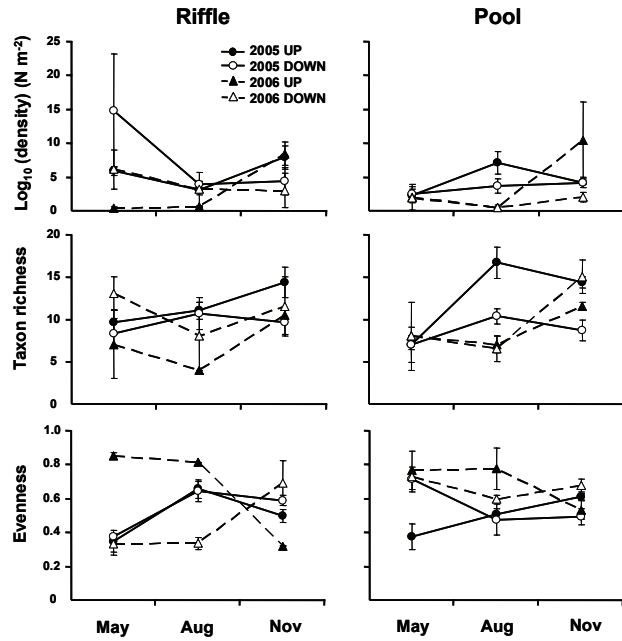 Riffle
Pool
Log10 (density) (N m-2)
25
20
15
10
5
0
2005 UP
2005 DOWN
2006 UP
2006 DOWN
Taxon richness
20
15
10
5
0
Evenness
1.0
0.8
0.6
0.4
0.2
0
May Aug Nov
May Aug Nov